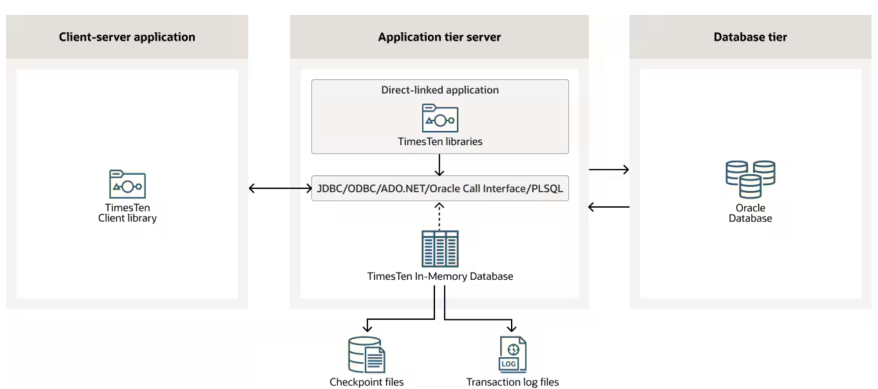 Client-server application
Application tier server
Database tier
Direct-linked application
TimesTen libraries
JDBC/ODBC/ADO.NET/Oracle Call Interface/PLSQL
TimesTen
Client library
Oracle
Database
TimesTen In-Memory Database
LOG
Checkpoint files
Transaction log files